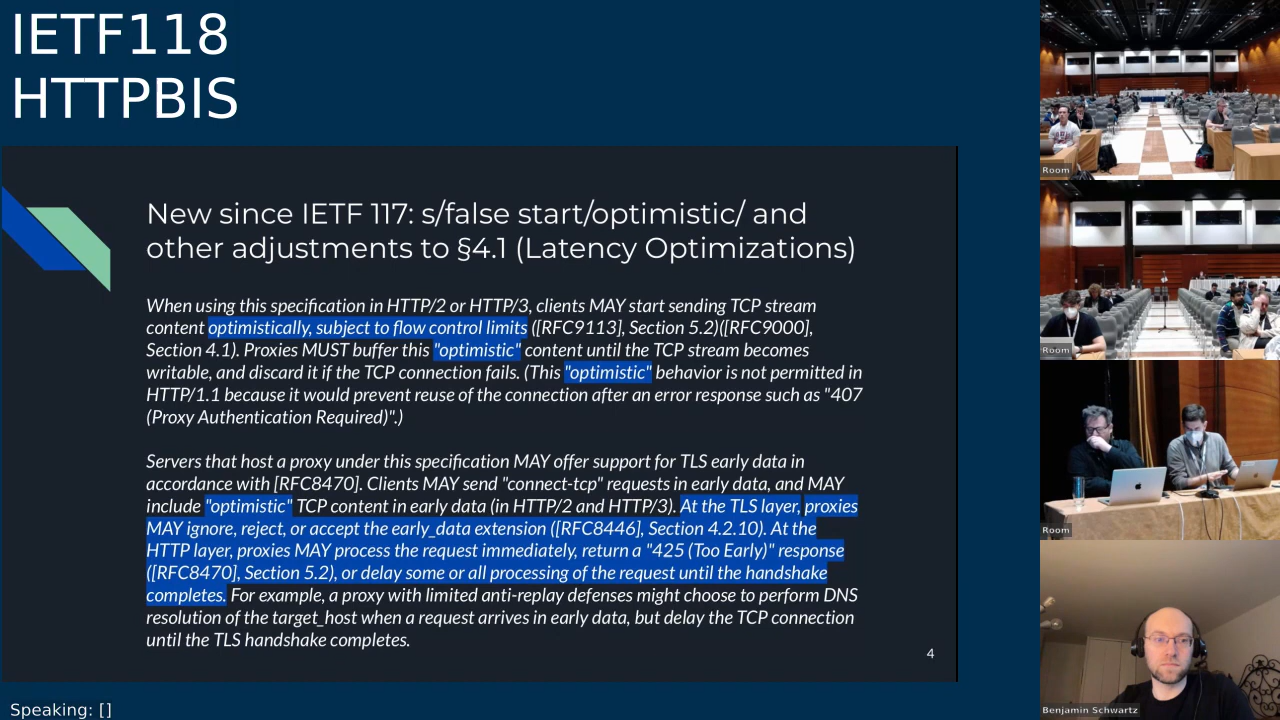 IETF118
HTTPBIS
New since IETF 117: s/false start/optimistic/ and
other adjustments to §4.1 (Latency Optimizations)
When using this specification in HTTP/2 or HTTP/3, clients MAY start sending TCP stream
content optimistically, subject to flow control limits ([RFC9113], Section 5.2)([RFC9000],
Section 4.1). Proxies MUST buffer this "optimistic" content until the TCP stream becomes
writable, and discard it if the TCP connection fails. (This "optimistic" behavior is not permitted in
HTTP/1.1 because it would prevent reuse of the connection after an error response such as "407
(Proxy Authentication Required)".)
Servers that host a proxy under this specification MAY offer support for TLS early data in
accordance with [RFC8470]. Clients MAY send "connect-tcp" requests in early data, and MAY
include "optimistic" TCP content in early data (in HTTP/2 and HTTP/3). At the TLS layer, proxies
MAY ignore, reject, or accept the early_data extension ([RFC8446], Section 4.2.10). At the
HTTP layer, proxies MAY process the request immediately, return a "425 (Too Early)" response
([RFC8470], Section 5.2), or delay some or all processing of the request until the handshake
completes. For example, a proxy with limited anti-replay defenses might choose to perform DNS
resolution of the target_host when a request arrives in early data, but delay the TCP connection
until the TLS handshake completes.
4
Speaking: []
Room
Room
Room
Benjamin Schwartz